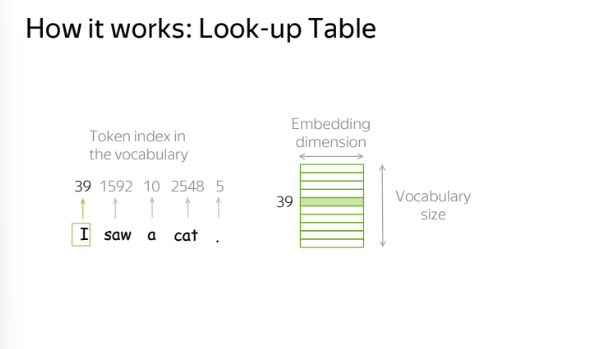 How it works: Look-up Table
Token index in
the vocabulary
39 1592 10 2548 5
I saw a cat .
Embedding
dimension
39
Vocabulary
size